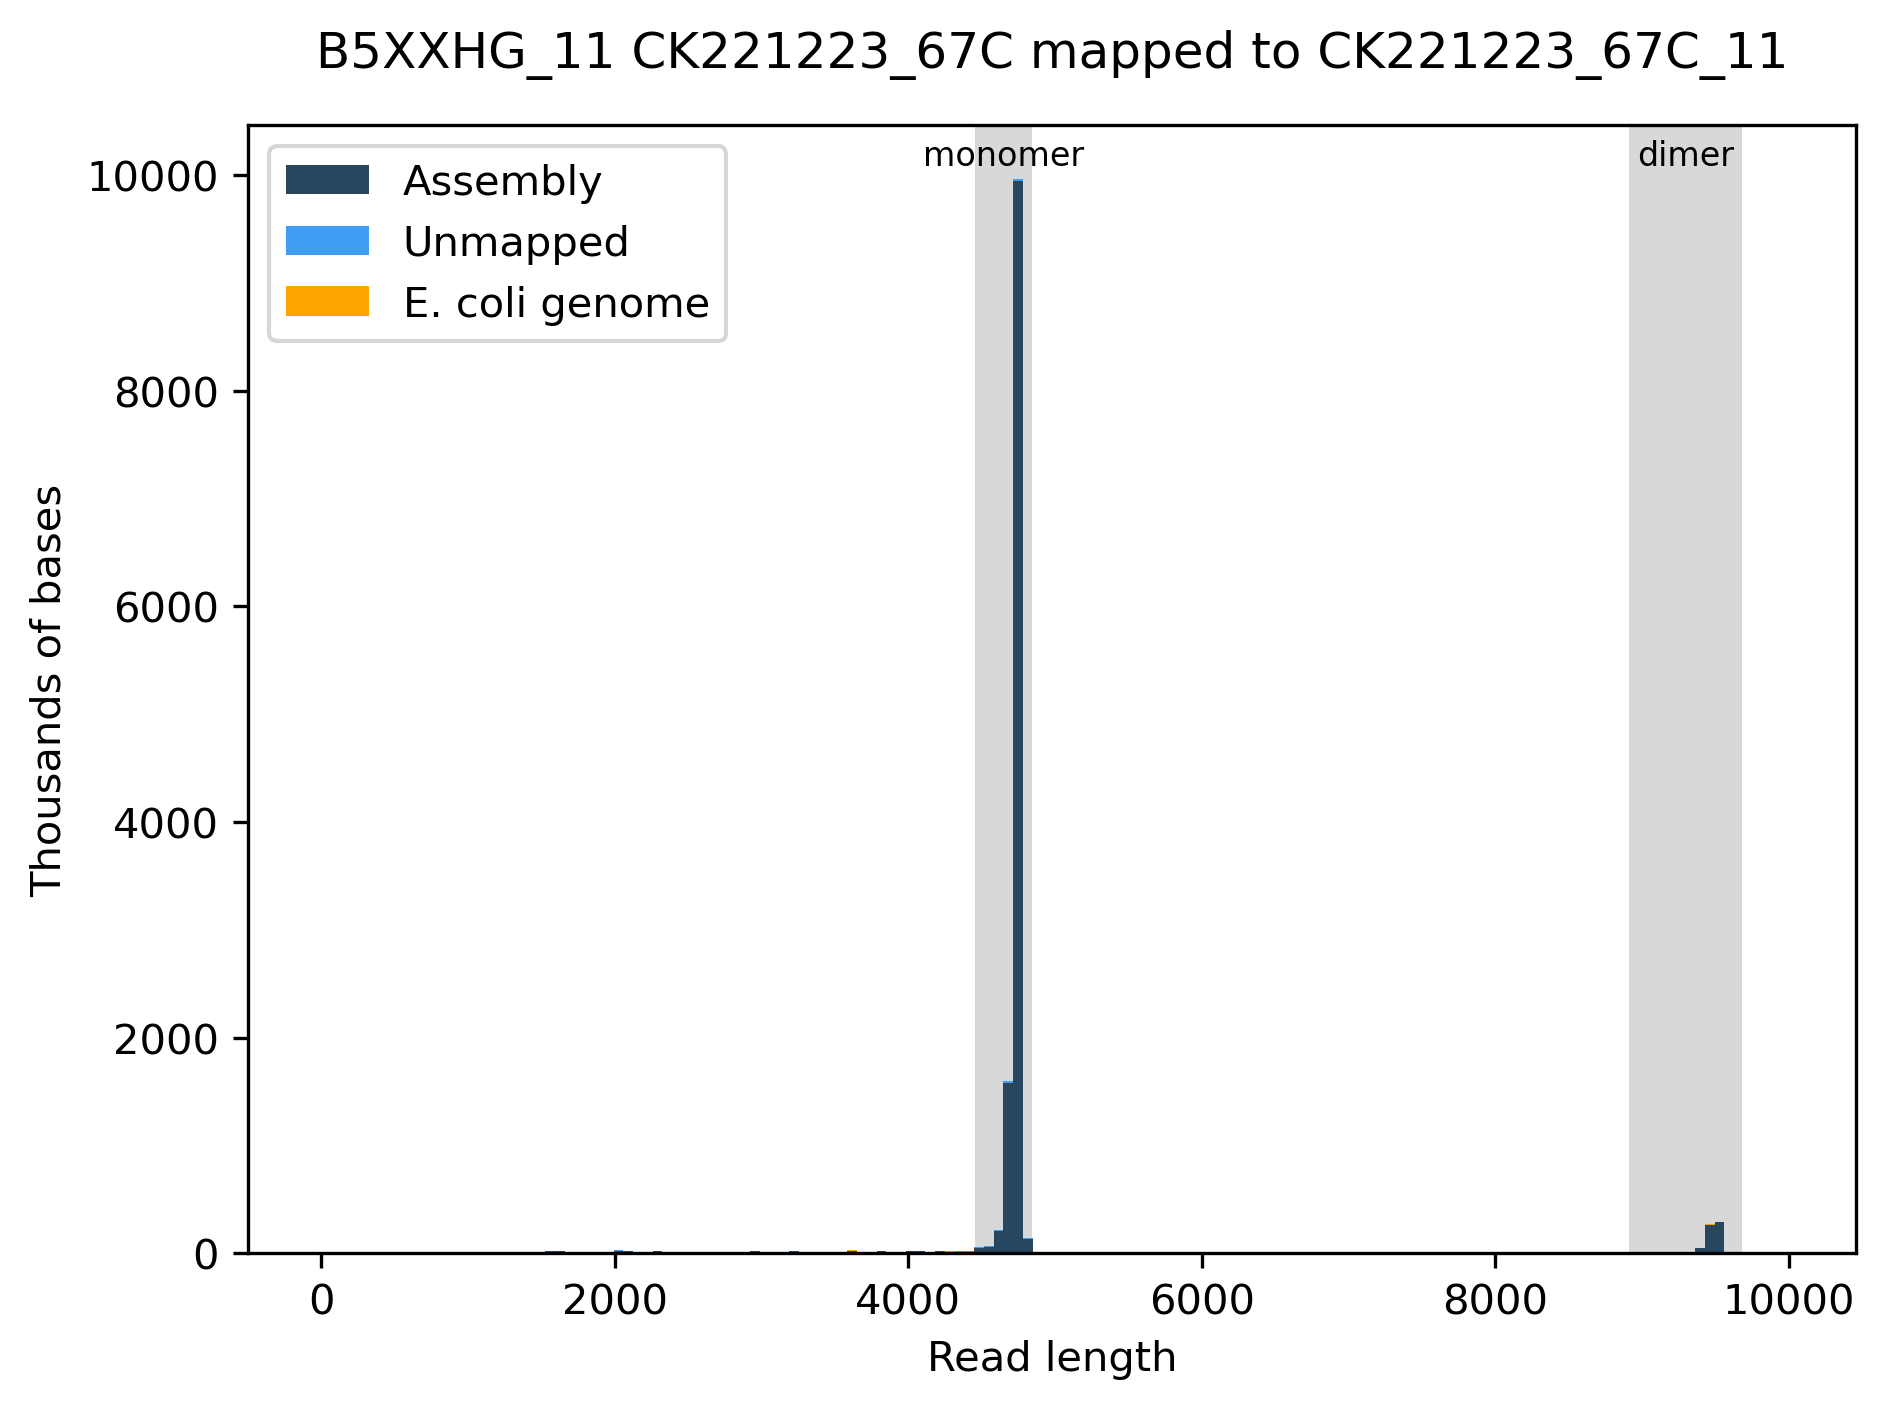 B5XXHG_11 CK221223_67C mapped to CK221223_67C_11
monomer
dimer
Assembly
Unmapped
E. coli genome
10000
8000
6000
4000
2000
0
Thousands of bases
0 2000 4000 6000 8000 10000
Read length